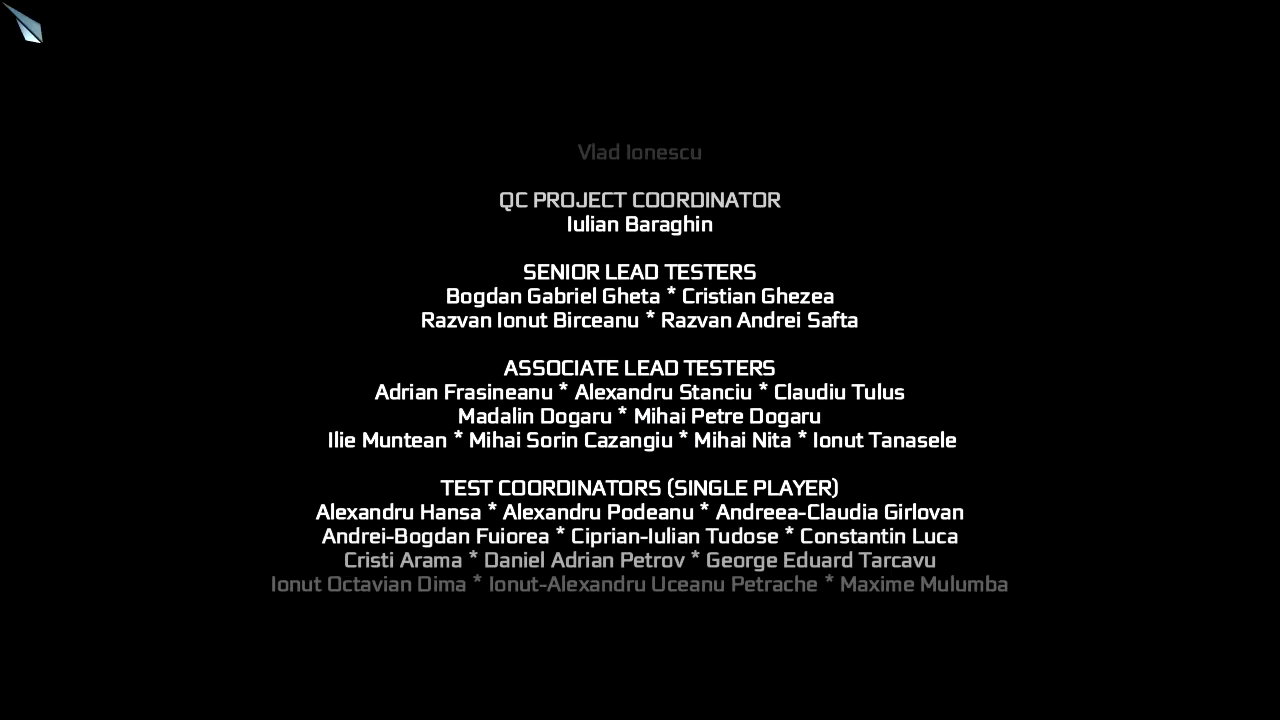 Vlad Ionescu
QC PROJECT COORDINATOR
Iulian Baraghin
SENIOR LEAD TESTERS
Bogdan Gabriel Gheta * Cristian Ghezea
Razvan Ionut Birceanu * Razvan Andrei Safta
ASSOCIATE LEAD TESTERS
Adrian Frasineanu * Alexandru Stanciu * Claudiu Tulus
Madalin Dogaru * Mihai Petre Dogaru
Ilie Muntean * Mihai Sorin Cazangiu * Mihai Nita * Ionut Tanasele
TEST COORDINATORS (SINGLE PLAYER)
Alexandru Hansa * Alexandru Podeanu * Andreea-Claudia Girlovan
Andrei-Bogdan Fuiorea * Ciprian-Iulian Tudose * Constantin Luca
Cristi Arama * Daniel Adrian Petrov * George Eduard Tarcavu
Ionut Octavian Dima * Ionut-Alexandru Uceanu Petrache * Maxime Mulumba